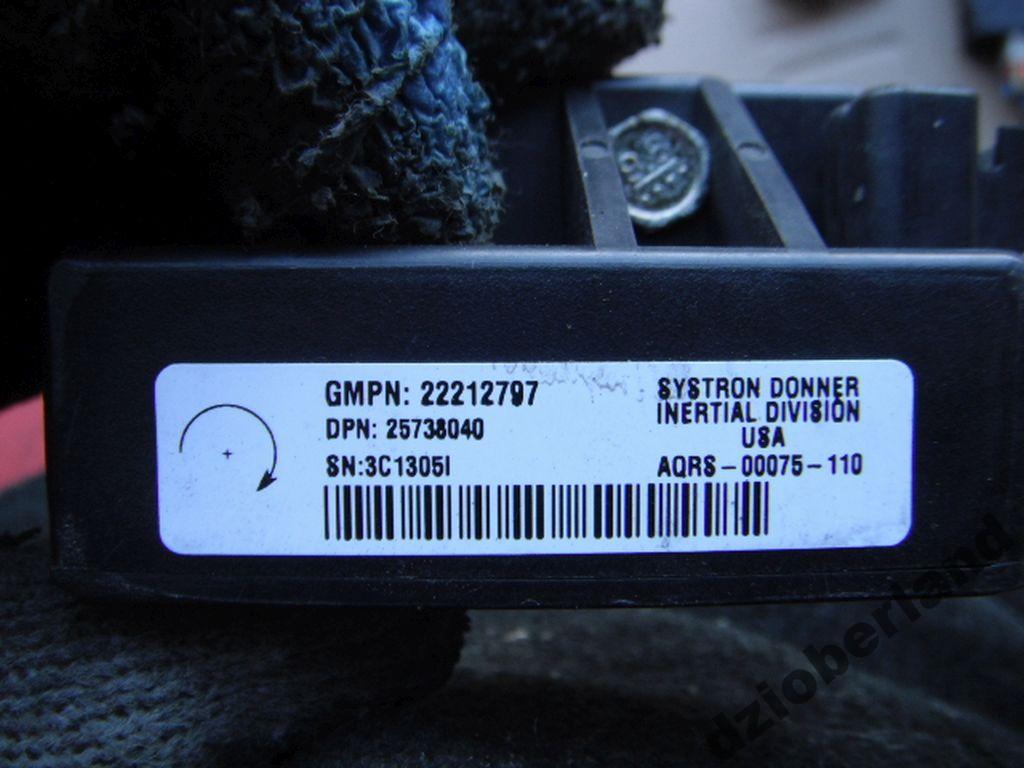 GMPN: 22212797
DPN: 25738040
SN:3C1305I
SYSTRON DONNER
INERTIAL DIVISION
USA
AQRS-00075-110
dzioberland